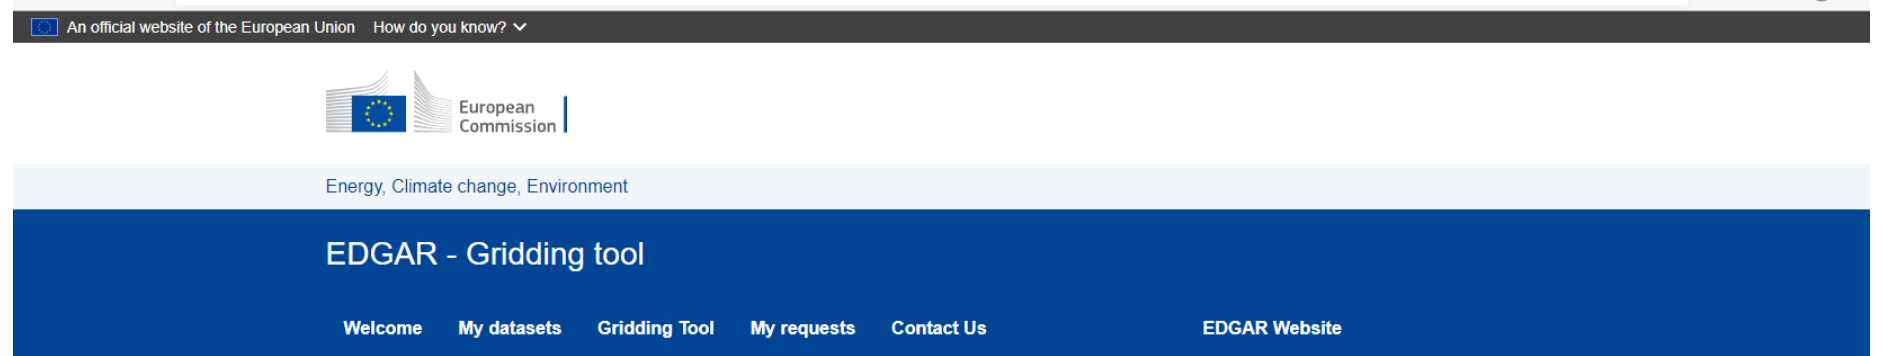 An official website of the European Union How do you know?
European
Commission
Energy, Climate change, Environment
EDGAR - Gridding tool
Welcome My datasets Gridding Tool My requests Contact Us EDGAR Website